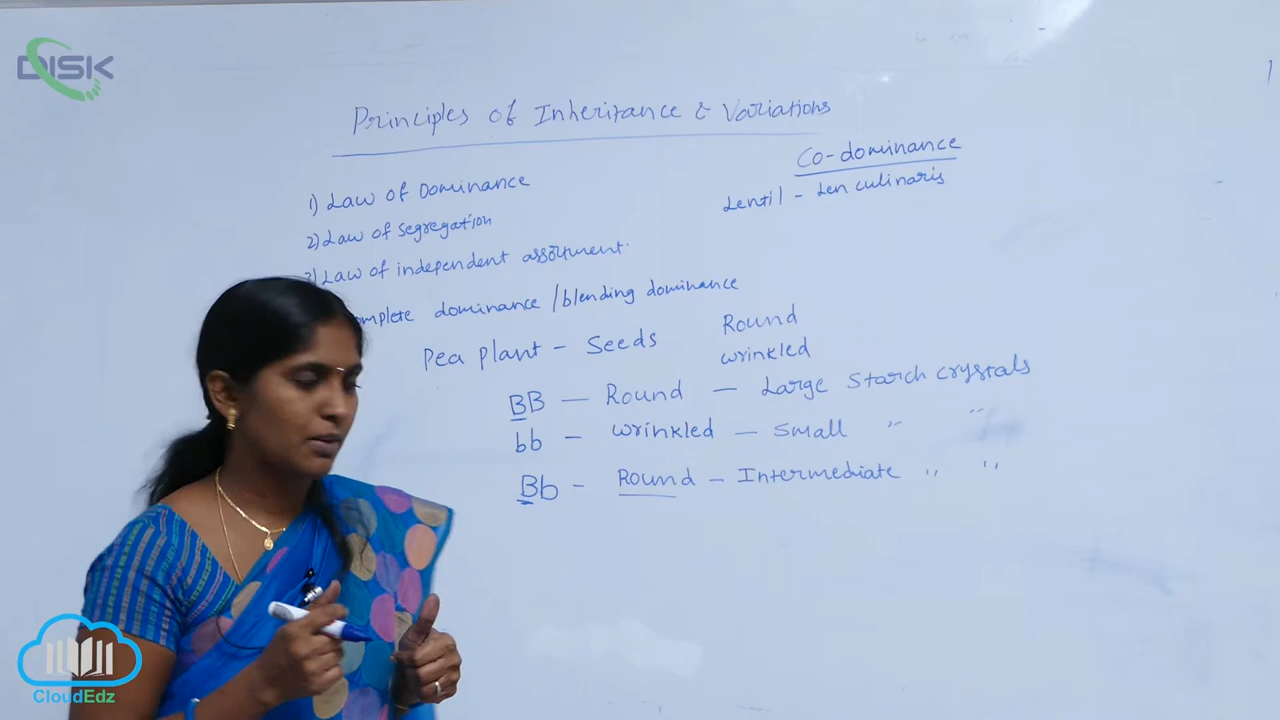 DISK
Principles of Inheritance & Variations
Co-dominance
Lentil - Len culinaris
1) Law of Dominance
2) Law of segregation
3) Law of independent assortment.
omplete dominance / blending dominance
Pea plant - Seeds
Round
wrinkled
BB - Round - Large Starch crystals
bb - wrinkled - Small " "
Bb - Round - Intermediate " "
CloudEdz